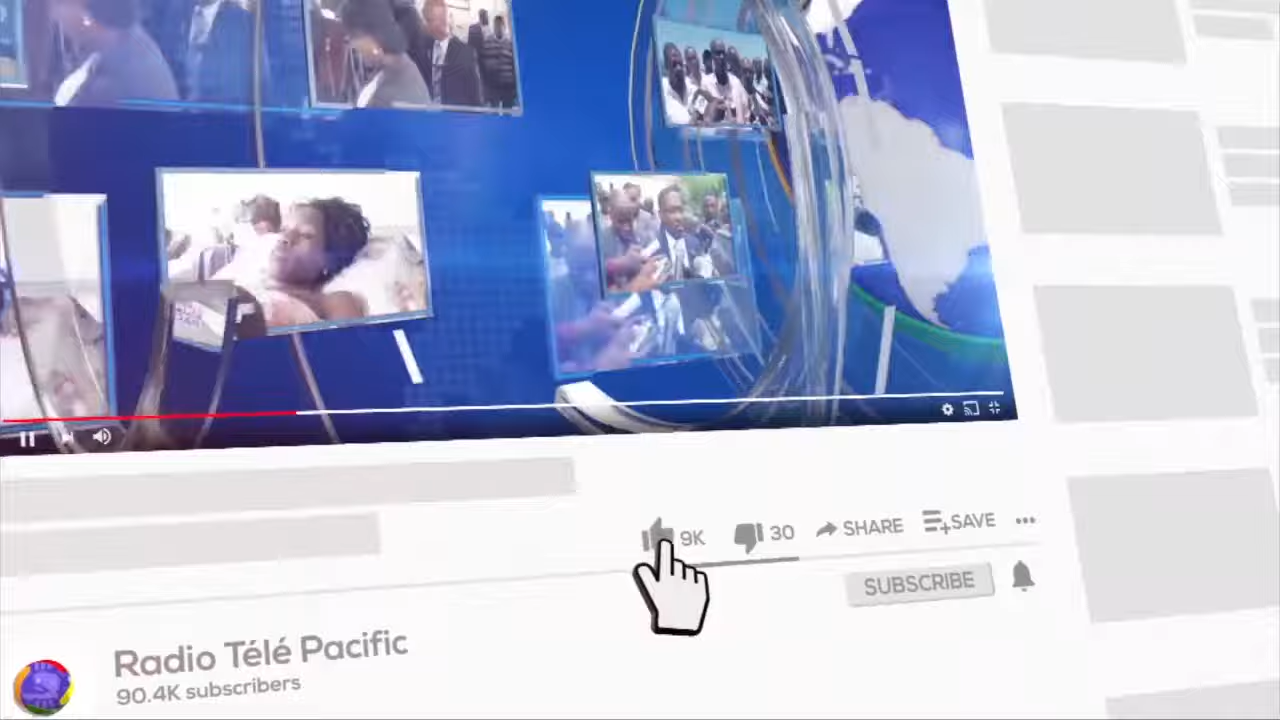 9K
30
SHARE
SAVE
SUBSCRIBE
Radio Télé Pacific
90.4K subscribers